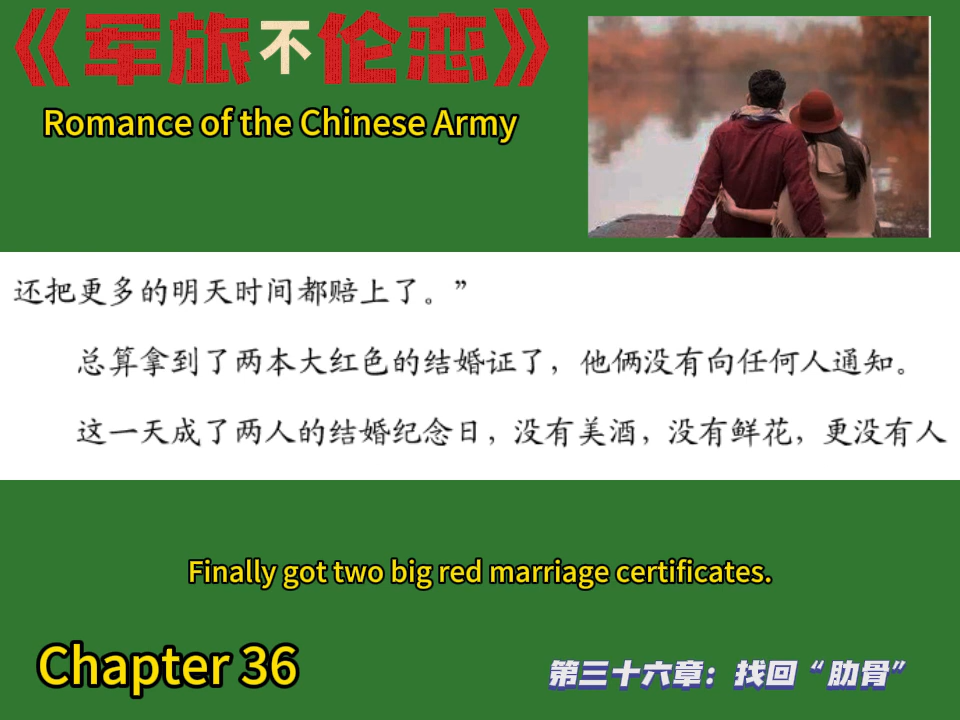 《军旅不伦恋》
Romance of the Chinese Army
还把更多的明天时间都赔上了。”
总算拿到了两本大红色的结婚证了，他俩没有向任何人通知。
这一天成了两人的结婚纪念日，没有美酒，没有鲜花，更没有人
Finally got two big red marriage certificates.
Chapter 36
第三十六章：找回“肋骨”